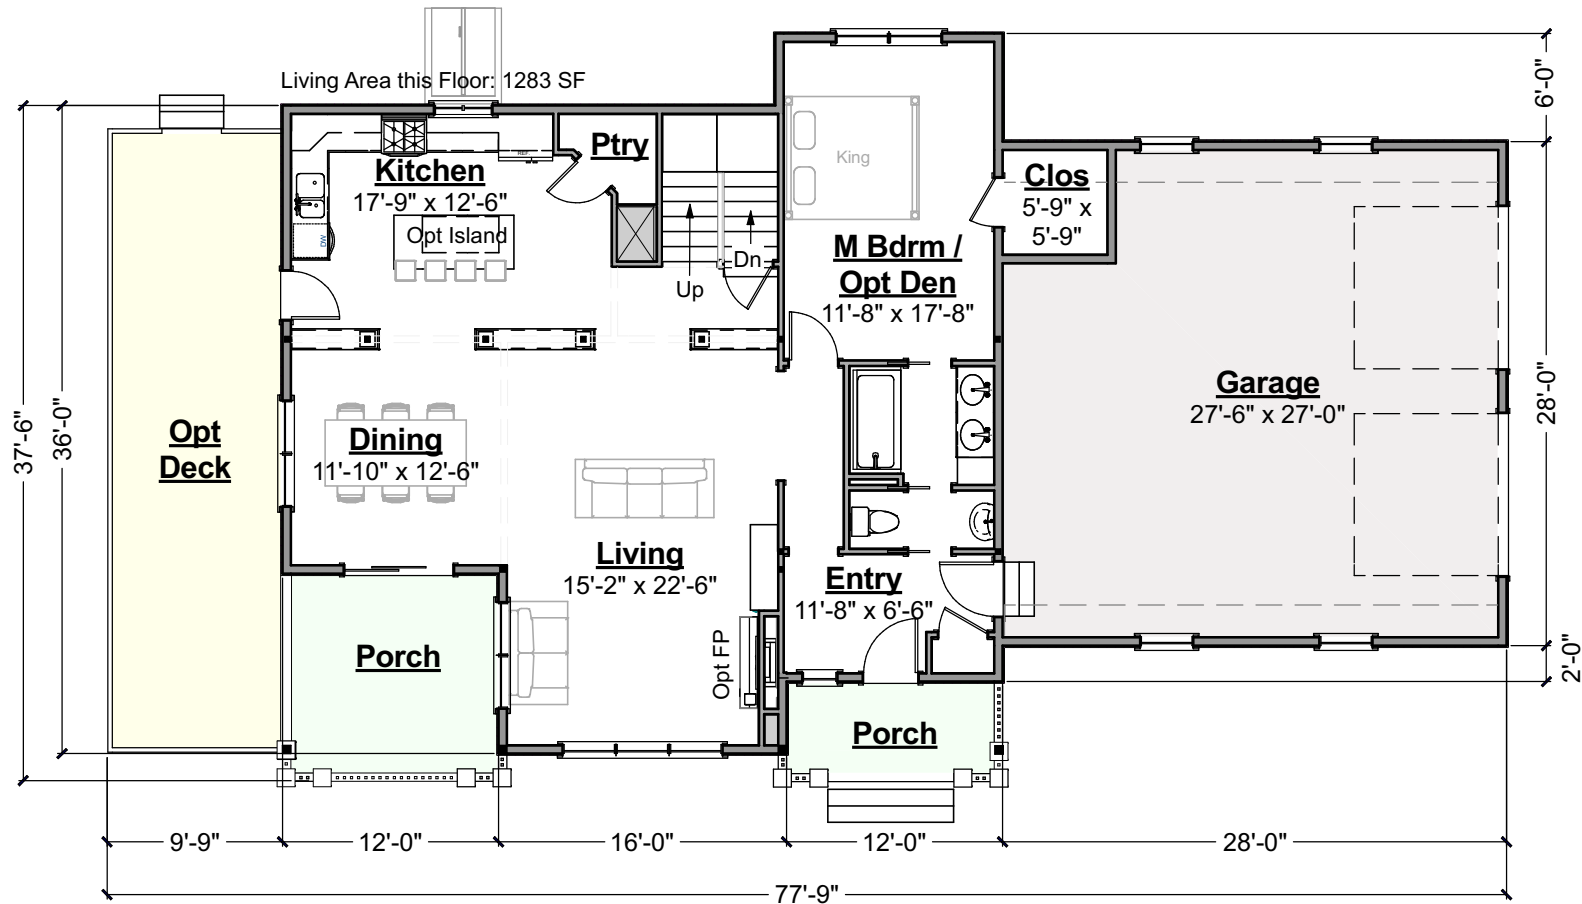 Living Area this Floor: 1283 SF
6'-0"
Ptry
King
Kitchen
17'-9" x 12'-6"
REF.
Clos
5'-9" x
5'-9"
DW
Opt Island
Dn
Up
M Bdrm /
Opt Den
11'-8" x 17'-8"
Garage
27'-6" x 27'-0"
28'-0"
37'-6"
36'-0"
Opt
Deck
Dining
11'-10" x 12'-6"
Living
15'-2" x 22'-6"
Entry
11'-8" x 6'-6"
Porch
Opt FP
2'-0"
Porch
9'-9"
12'-0"
16'-0"
12'-0"
28'-0"
77'-9"